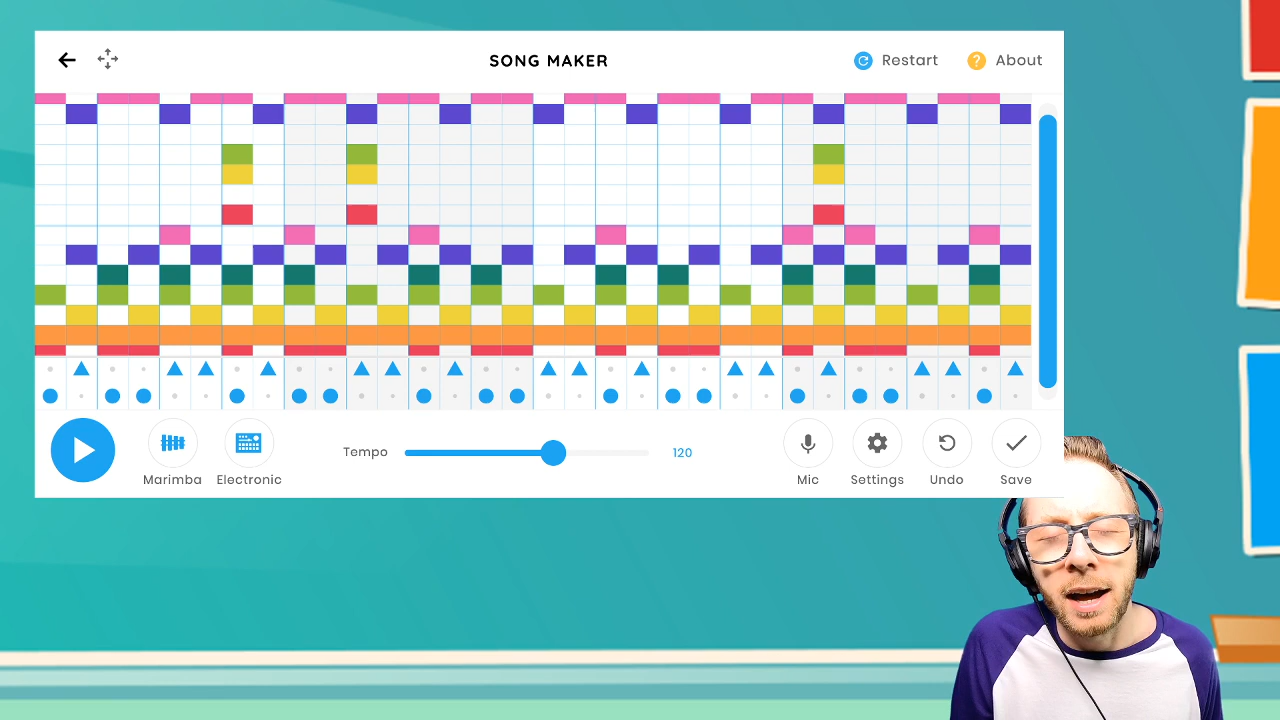 SONG MAKER
Restart
About
Tempo
120
Marimba
Electronic
Mic
Settings
Undo
Save